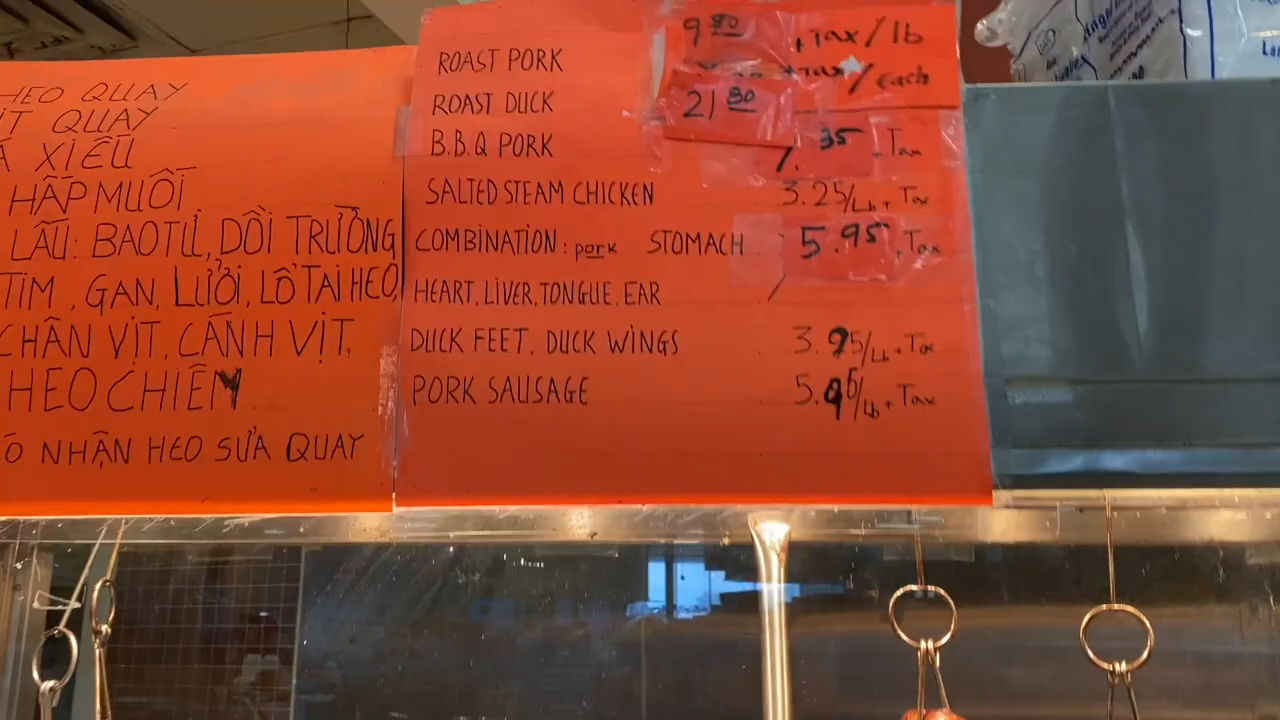 HEO QUAY
VỊT QUAY
XÍU
HẤP MUỐI
LẨU: BAO TỬ, DỒI TRƯỜNG
TIM, GAN, LƯỠI, LỖ TAI HEO,
CHÂN VỊT, CÁNH VỊT.
HEO CHIÊN
NHẬN HEO SỮA QUAY
ROAST PORK 9 80 + Tax / lb
ROAST DUCK 21 80 + Tax / Each
B.B.Q PORK 7. 35 + Tax
SALTED STEAM CHICKEN 3.25/Lb + Tax
COMBINATION: pork STOMACH 5.95 + Tax
HEART, LIVER, TONGUE, EAR
DUCK FEET, DUCK WINGS 3.95/Lb + Tax
PORK SAUSAGE 5.95/Lb + Tax